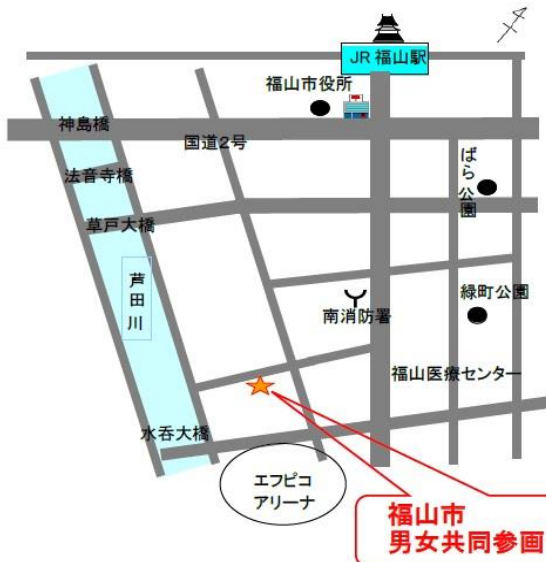 JR 福山駅
福山市役所
神島橋
国道2号
ばら公園
法音寺橋
草戸大橋
芦田川
緑町公園
南消防署
福山医療センター
水呑大橋
エフピコ
アリーナ
福山市
男女共同参画